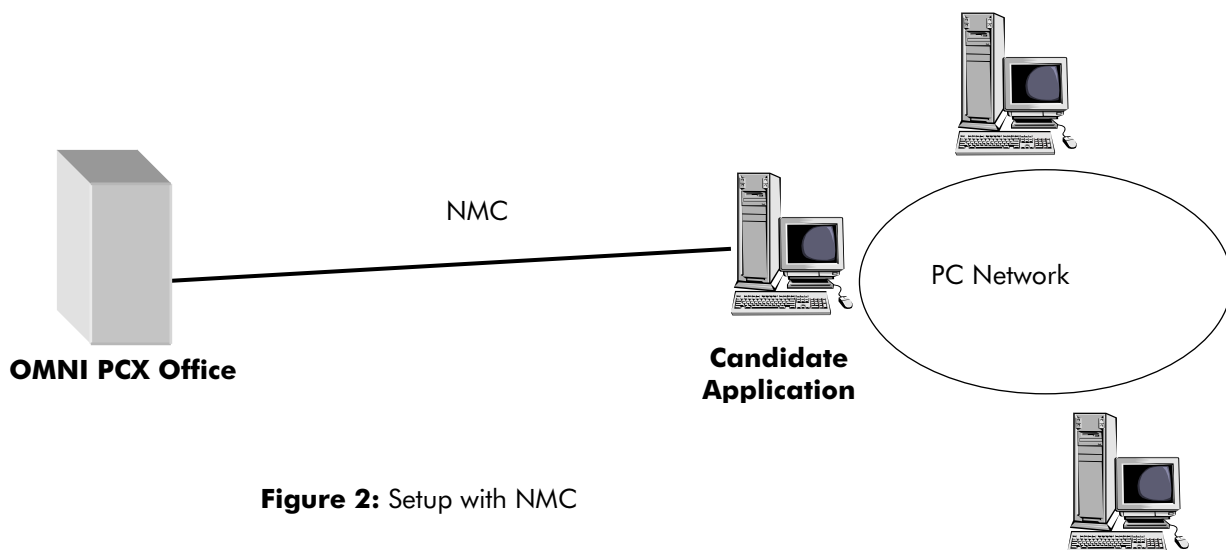 NMC
PC Network
OMNI PCX Office
Candidate
Application
Figure 2: Setup with NMC